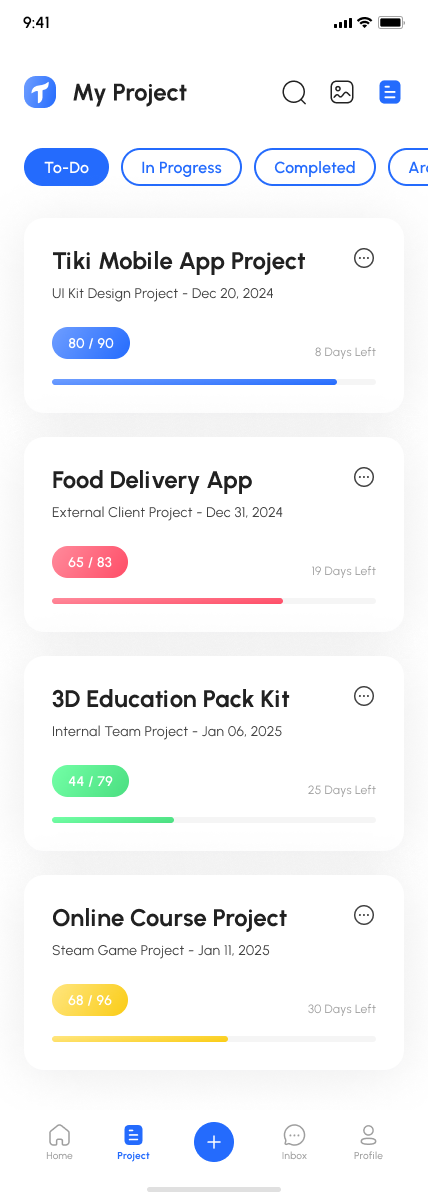 9:41
My Project
To-Do
In Progress
Completed
Tiki Mobile App Project
UI Kit Design Project - Dec 20, 2024
80 / 90
8 Days Left
Food Delivery App
External Client Project - Dec 31, 2024
65 / 83
19 Days Left
3D Education Pack Kit
Internal Team Project - Jan 06, 2025
44 / 79
25 Days Left
Online Course Project
Steam Game Project - Jan 11, 2025
68 / 96
30 Days Left
Home
Project
Inbox
Profile